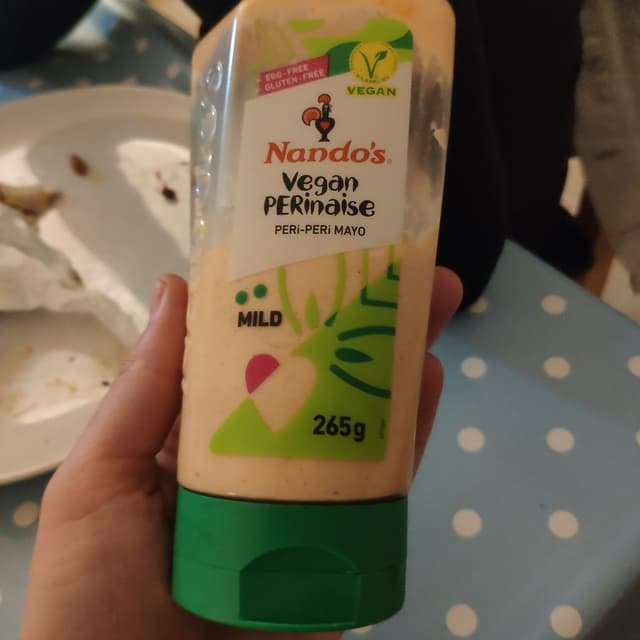 EGG-FREE
GLUTEN-FREE
VEGAN
Nando's®
Vegan
PERinaise
PERi-PERi MAYO
MILD
265g